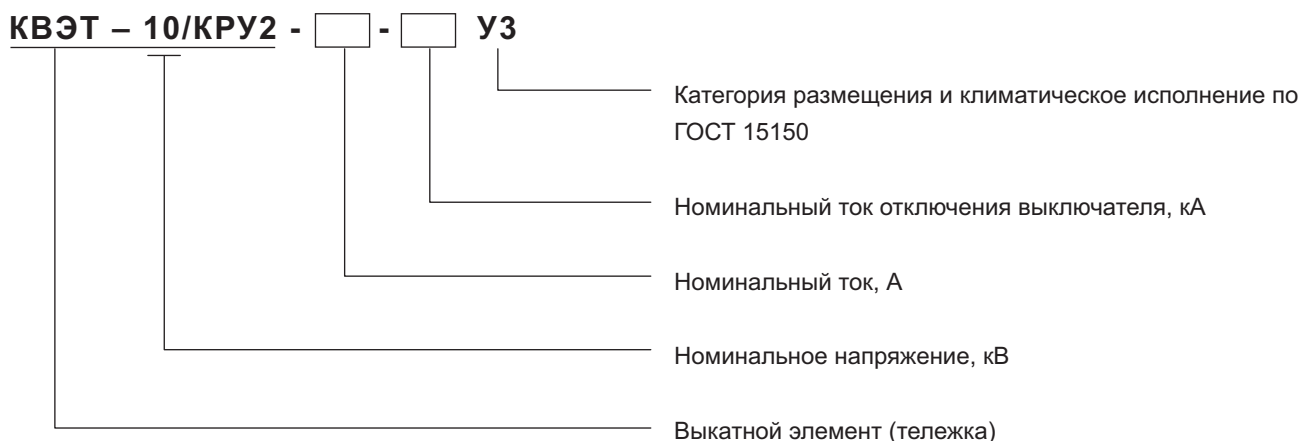 КВЭТ – 10/КРУ2 - - У3
Категория размещения и климатическое исполнение по
ГОСТ 15150
Номинальный ток отключения выключателя, кА
Номинальный ток, А
Номинальное напряжение, кВ
Выкатной элемент (тележка)